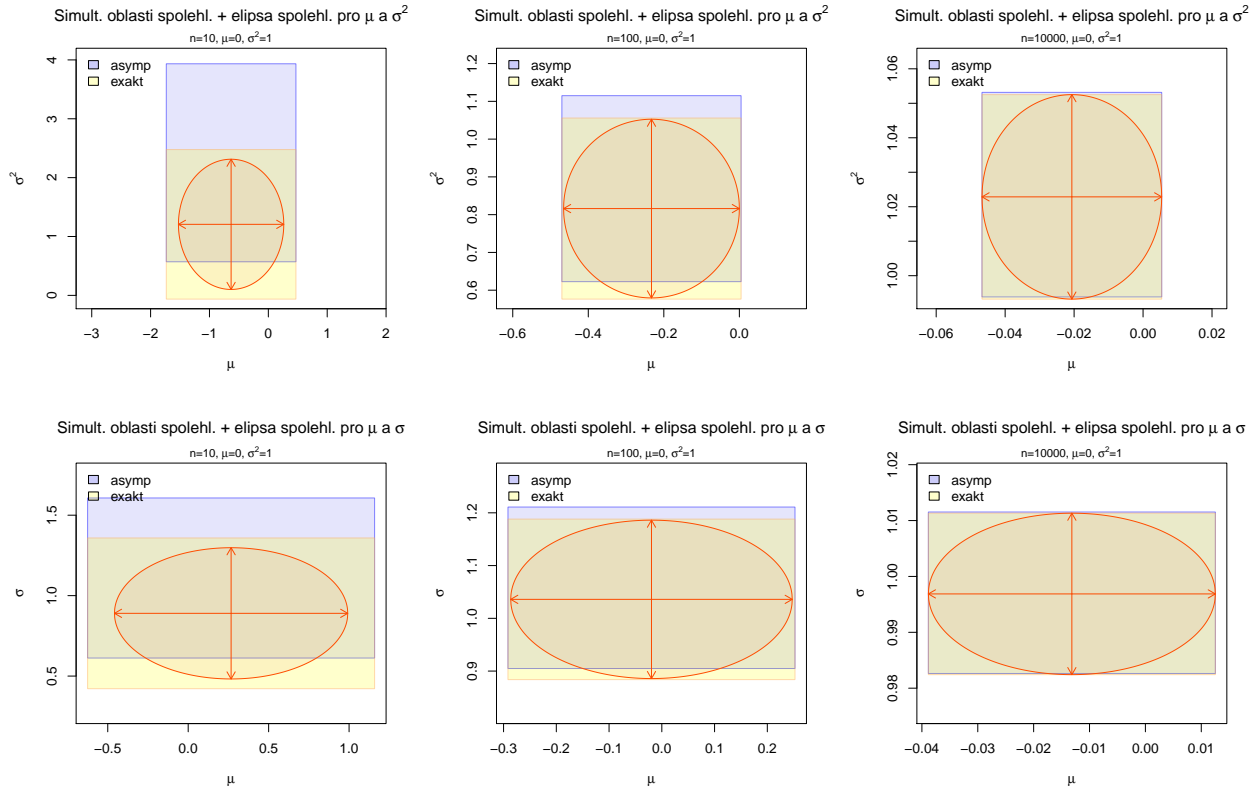 Simult. oblasti spolehl. + elipsa spolehl. pro μ a σ²
n=10, μ=0, σ²=1
asymp
exakt
σ²
4
3
2
1
0
−3 −2 −1 0 1 2
μ
Simult. oblasti spolehl. + elipsa spolehl. pro μ a σ²
n=100, μ=0, σ²=1
asymp
exakt
σ²
1.2
1.1
1.0
0.9
0.8
0.7
0.6
−0.6 −0.4 −0.2 0.0
μ
Simult. oblasti spolehl. + elipsa spolehl. pro μ a σ²
n=10000, μ=0, σ²=1
asymp
exakt
σ²
1.06
1.04
1.02
1.00
−0.06 −0.04 −0.02 0.00 0.02
μ
Simult. oblasti spolehl. + elipsa spolehl. pro μ a σ
n=10, μ=0, σ²=1
asymp
exakt
σ
1.5
1.0
0.5
−0.5 0.0 0.5 1.0
μ
Simult. oblasti spolehl. + elipsa spolehl. pro μ a σ
n=100, μ=0, σ²=1
asymp
exakt
σ
1.2
1.1
1.0
0.9
−0.3 −0.2 −0.1 0.0 0.1 0.2
μ
Simult. oblasti spolehl. + elipsa spolehl. pro μ a σ
n=10000, μ=0, σ²=1
asymp
exakt
σ
1.02
1.01
1.00
0.99
0.98
−0.04 −0.03 −0.02 −0.01 0.00 0.01
μ